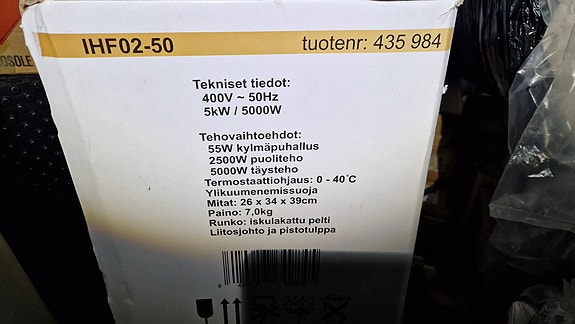 IHF02-50
tuotenr: 435 984
Tekniset tiedot:
400V ~ 50Hz
5kW / 5000W
Tehovaihtoehdot:
55W kylmäpuhallus
2500W puoliteho
5000W täysteho
Termostaattiohjaus: 0 - 40°C
Ylikuumenemissuoja
Mitat: 26 x 34 x 39cm
Paino: 7,0kg
Runko: iskulakattu pelti
Liitosjohto ja pistotulppa